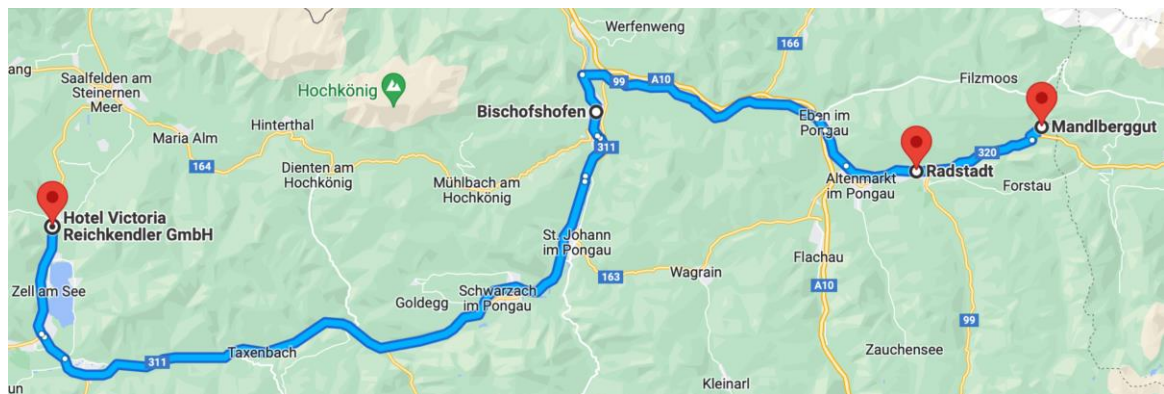 Werfenweng
166
ang
Saalfelden am
Steinernen
Meer
Hochkönig
99
A10
Filzmoos
Bischofshofen
Hinterthal
Maria Alm
164
Eben im
Pongau
Mandlberggut
311
320
Dienten am
Hochkönig
Mühlbach am
Hochkönig
Radstadt
Altenmarkt
im Pongau
Forstau
Hotel Victoria
Reichkendler GmbH
St. Johann
im Pongau
163
Wagrain
Flachau
A10
Zell am See
Goldegg
Schwarzach
im Pongau
99
Taxenbach
311
Zauchensee
Kleinarl
un